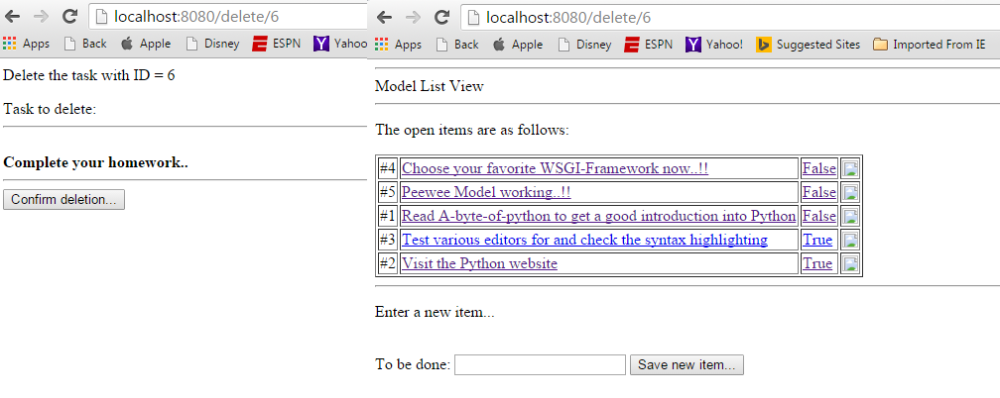 localhost:8080/delete/6
Apps Back Apple Disney ESPN Yahoo
Delete the task with ID = 6
Task to delete:
Complete your homework..
Confirm deletion...
localhost:8080/delete/6
Apps Back Apple Disney ESPN Yahoo! Suggested Sites Imported From IE
Model List View
The open items are as follows:
#4 Choose your favorite WSGI-Framework now..!! False
#5 Peewee Model working..!! False
#1 Read A-byte-of-python to get a good introduction into Python False
#3 Test various editors for and check the syntax highlighting True
#2 Visit the Python website True
Enter a new item...
To be done: Save new item...